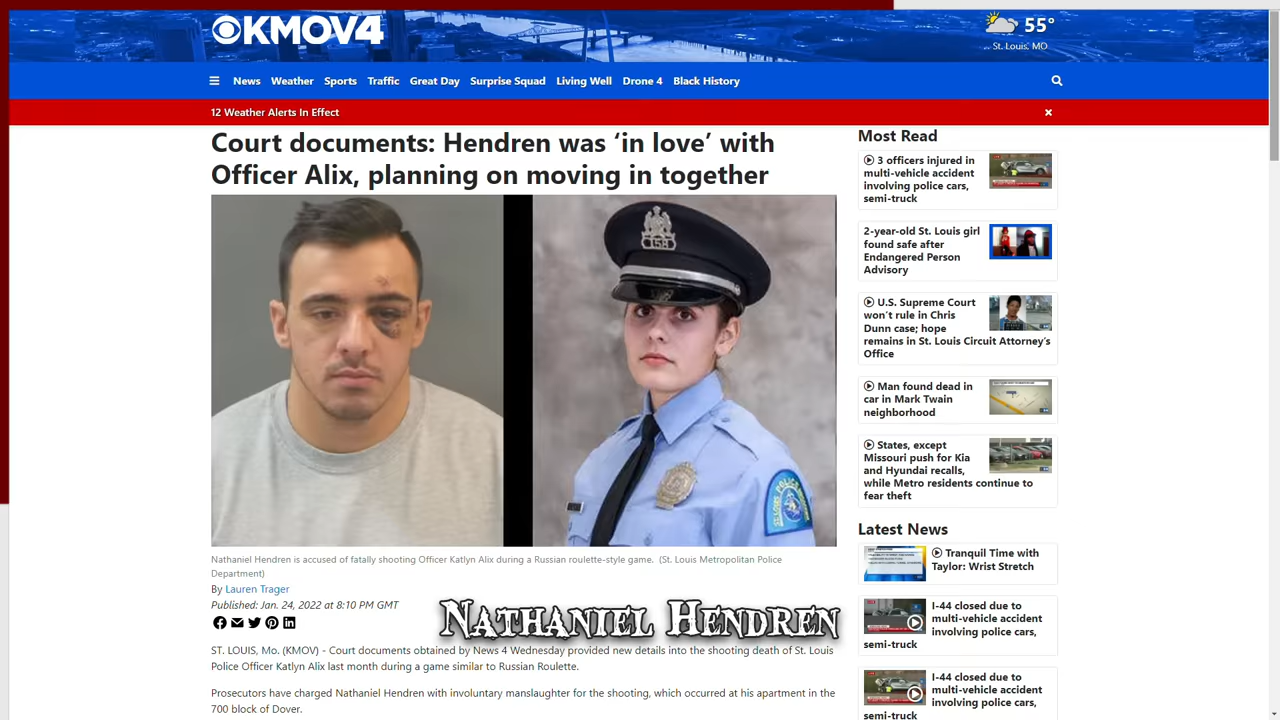 KMOV4
55°
St. Louis, MO
News Weather Sports Traffic Great Day Surprise Squad Living Well Drone 4 Black History
12 Weather Alerts In Effect
Court documents: Hendren was ‘in love’ with
Officer Alix, planning on moving in together
158
Nathaniel Hendren is accused of fatally shooting Officer Katlyn Alix during a Russian roulette-style game. (St. Louis Metropolitan Police
Department)
By Lauren Trager
Published: Jan. 24, 2022 at 8:10 PM GMT
NATHANIEL HENDREN
ST. LOUIS, Mo. (KMOV) - Court documents obtained by News 4 Wednesday provided new details into the shooting death of St. Louis
Police Officer Katlyn Alix last month during a game similar to Russian Roulette.
Prosecutors have charged Nathaniel Hendren with involuntary manslaughter for the shooting, which occurred at his apartment in the
700 block of Dover.
Most Read
3 officers injured in
multi-vehicle accident
involving police cars,
semi-truck
2-year-old St. Louis girl
found safe after
Endangered Person
Advisory
U.S. Supreme Court
won't rule in Chris
Dunn case; hope
remains in St. Louis Circuit Attorney's
Office
Man found dead in
car in Mark Twain
neighborhood
States, except
Missouri push for Kia
and Hyundai recalls,
while Metro residents continue to
fear theft
Latest News
Tranquil Time with
Taylor: Wrist Stretch
I-44 closed due to
multi-vehicle accident
involving police cars,
semi-truck
I-44 closed due to
multi-vehicle accident
involving police cars,
semi-truck